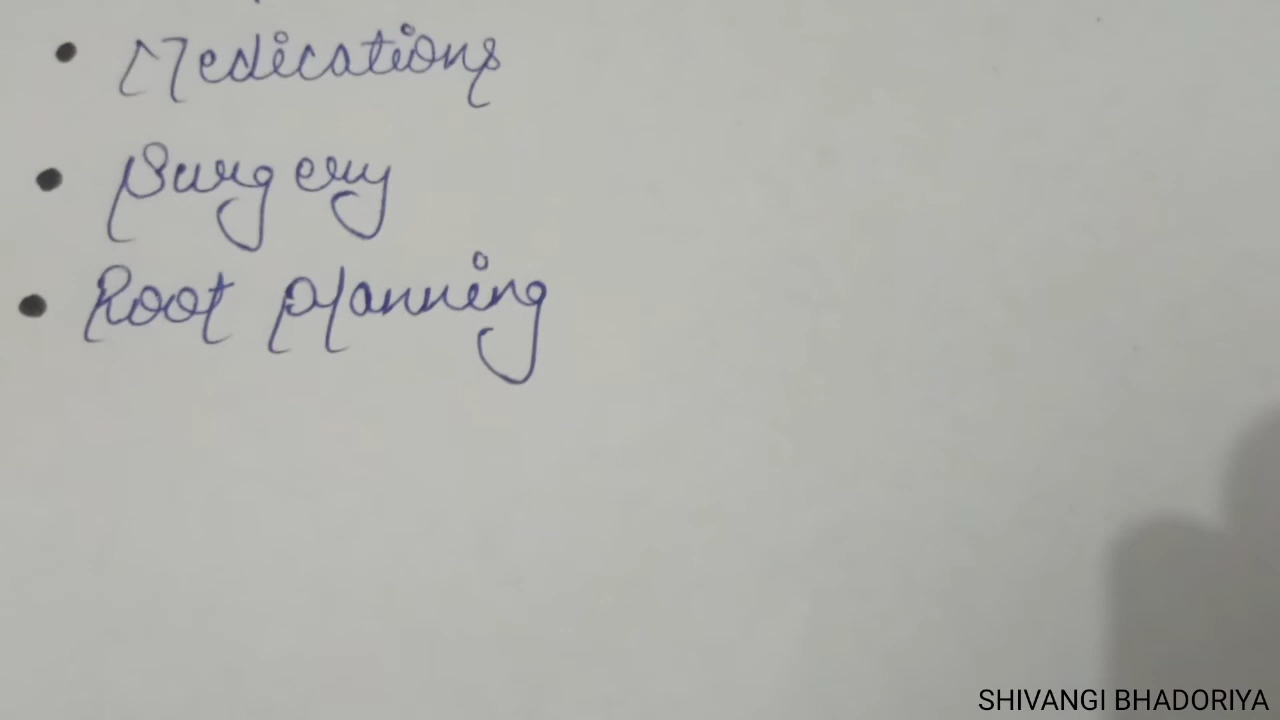 • Medications
• Surgery
• Root planning
SHIVANGI BHADORIYA